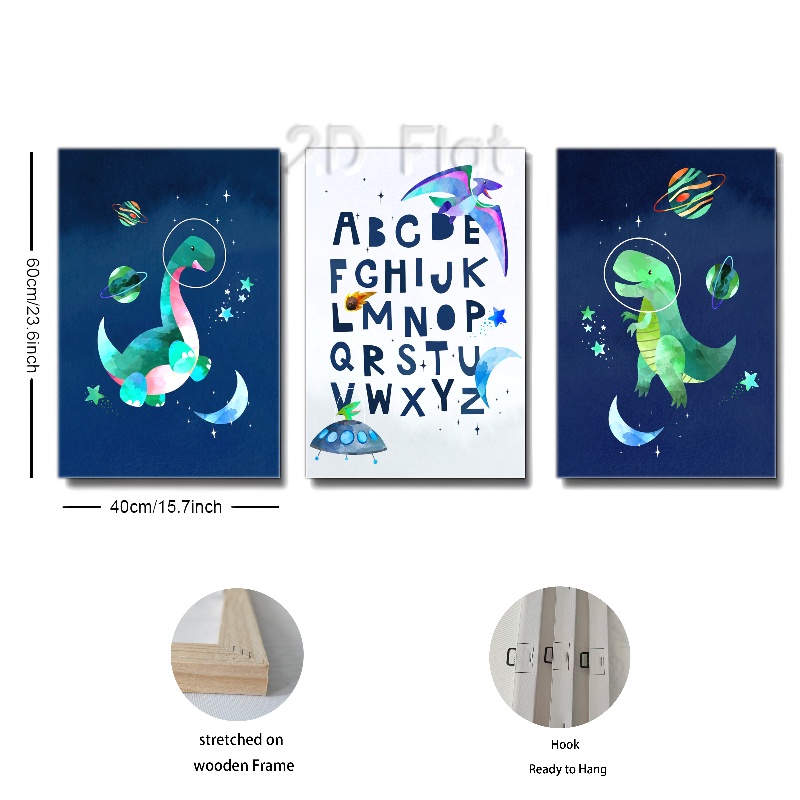 2D Flat
60cm/23.6inch
ABCDE
FGHIJK
LMNOP
QRSTU
VWXYZ
40cm/15.7inch
stretched on
wooden Frame
Hook
Ready to Hang